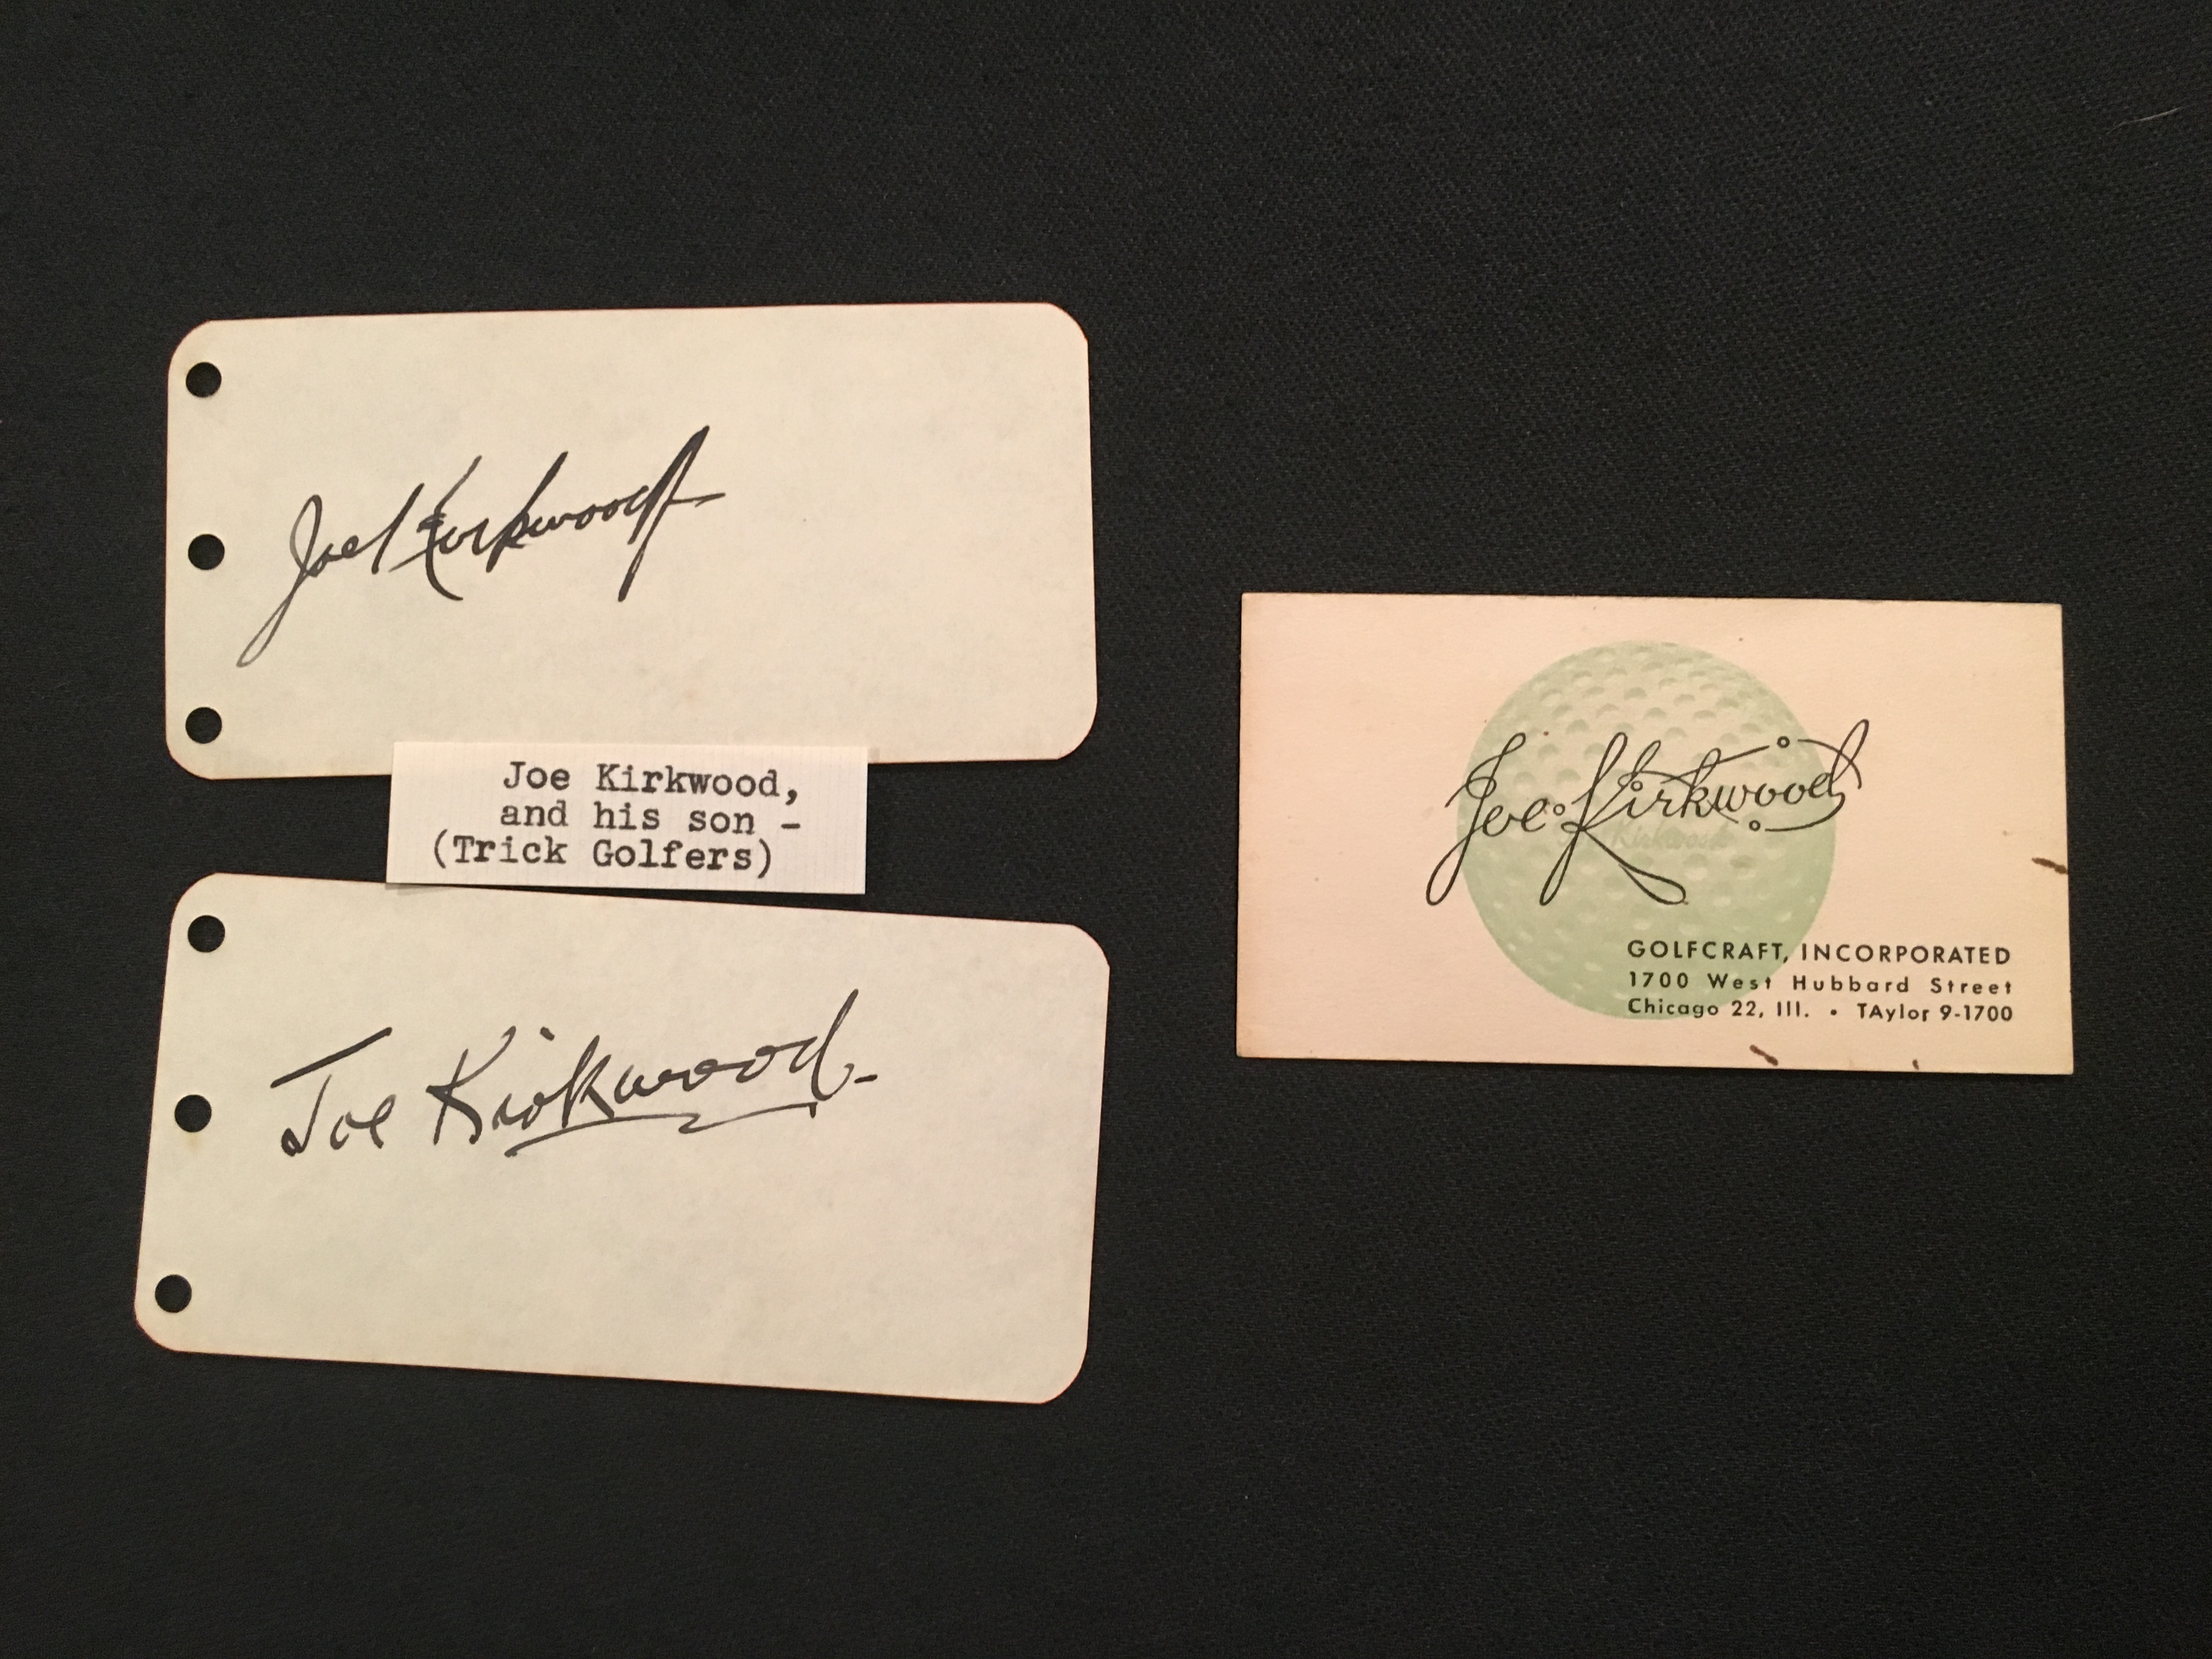 Joe Kirkwood
Joe Kirkwood,
and his son -
(Trick Golfers)
Joe Kirkwood
Joe Kirkwood
Kirkwood
GOLFCRAFT, INCORPORATED
1700 West Hubbard Street
Chicago 22, Ill. • TAylor 9-1700